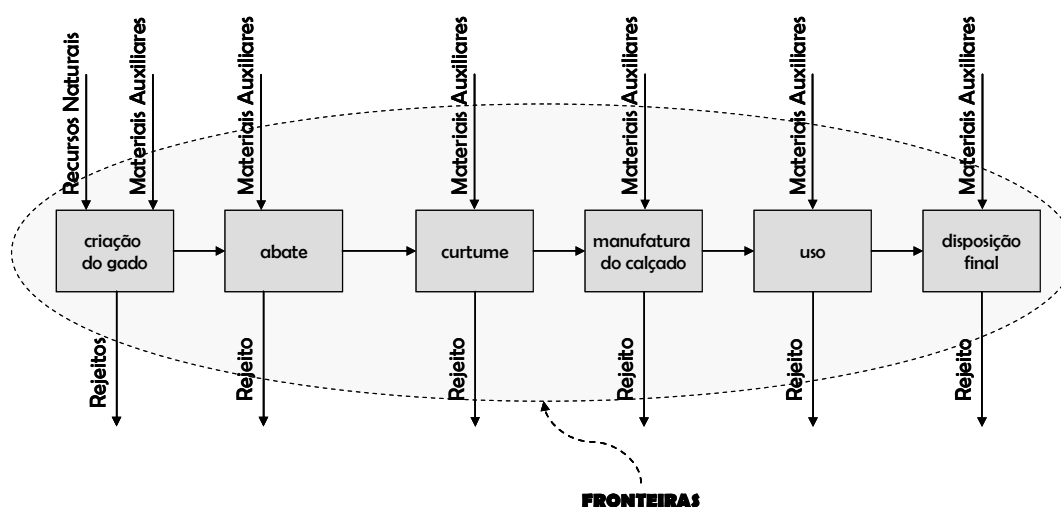 Recursos Naturais
Materiais Auxiliares
Materiais Auxiliares
Materiais Auxiliares
Materiais Auxiliares
Materiais Auxiliares
Materiais Auxiliares
criação
do gado
abate
curtume
manufatura
do calçado
uso
disposição
final
Rejeitos
Rejeito
Rejeito
Rejeito
Rejeito
Rejeito
FRONTEIRAS